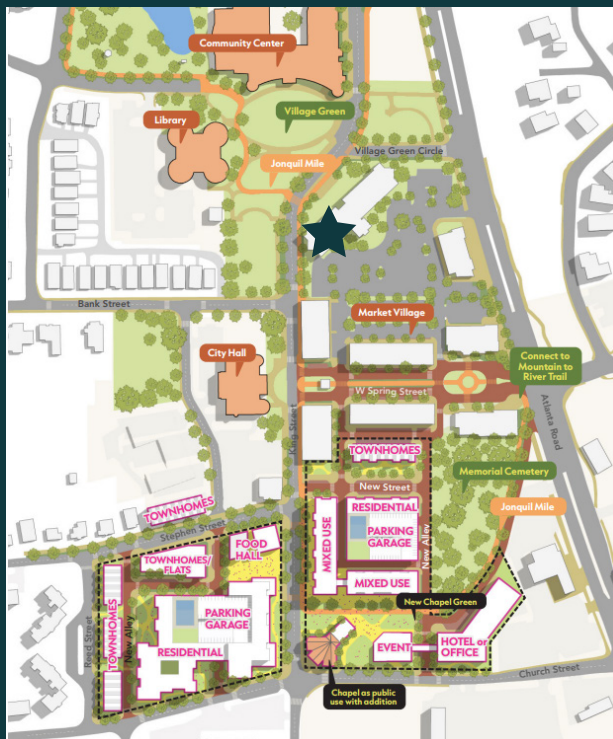 Community Center
Village Green
Library
Village Green Circle
Jonquil Mile
Bank Street
Market Village
City Hall
Connect to
Mountain to
River Trail
W Spring Street
King Street
Atlanta Road
TOWNHOMES
Memorial Cemetery
New Street
TOWNHOMES
Jonquil Mile
RESIDENTIAL
MIXED USE
PARKING
GARAGE
New Alley
Stephen Street
FOOD
HALL
TOWNHOMES/
FLATS
MIXED USE
New Chapel Green
TOWNHOMES
New Alley
Reed Street
PARKING
GARAGE
RESIDENTIAL
EVENT
HOTEL or
OFFICE
Church Street
Chapel as public
use with addition